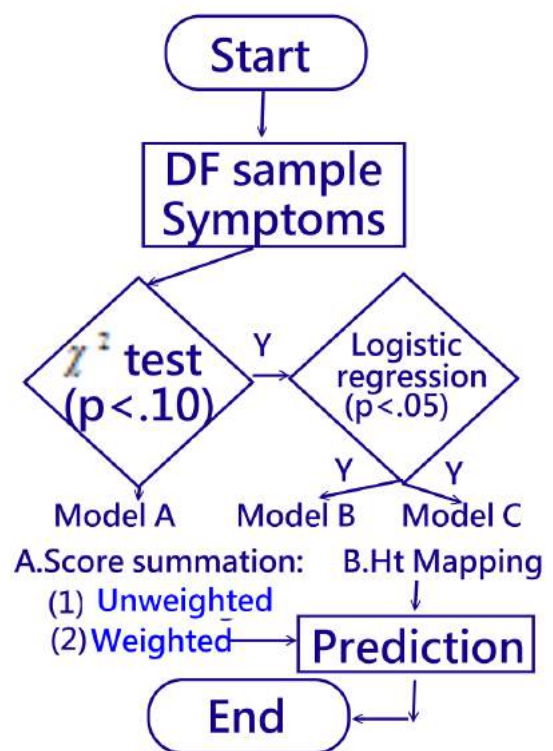 Start
DF sample
Symptoms
χ² test
(p<.10)
Y
Logistic
regression
(p<.05)
Y
Y
Model A
Model B
Model C
A.Score summation:
B.Ht Mapping
(1) Unweighted
(2) Weighted
Prediction
End